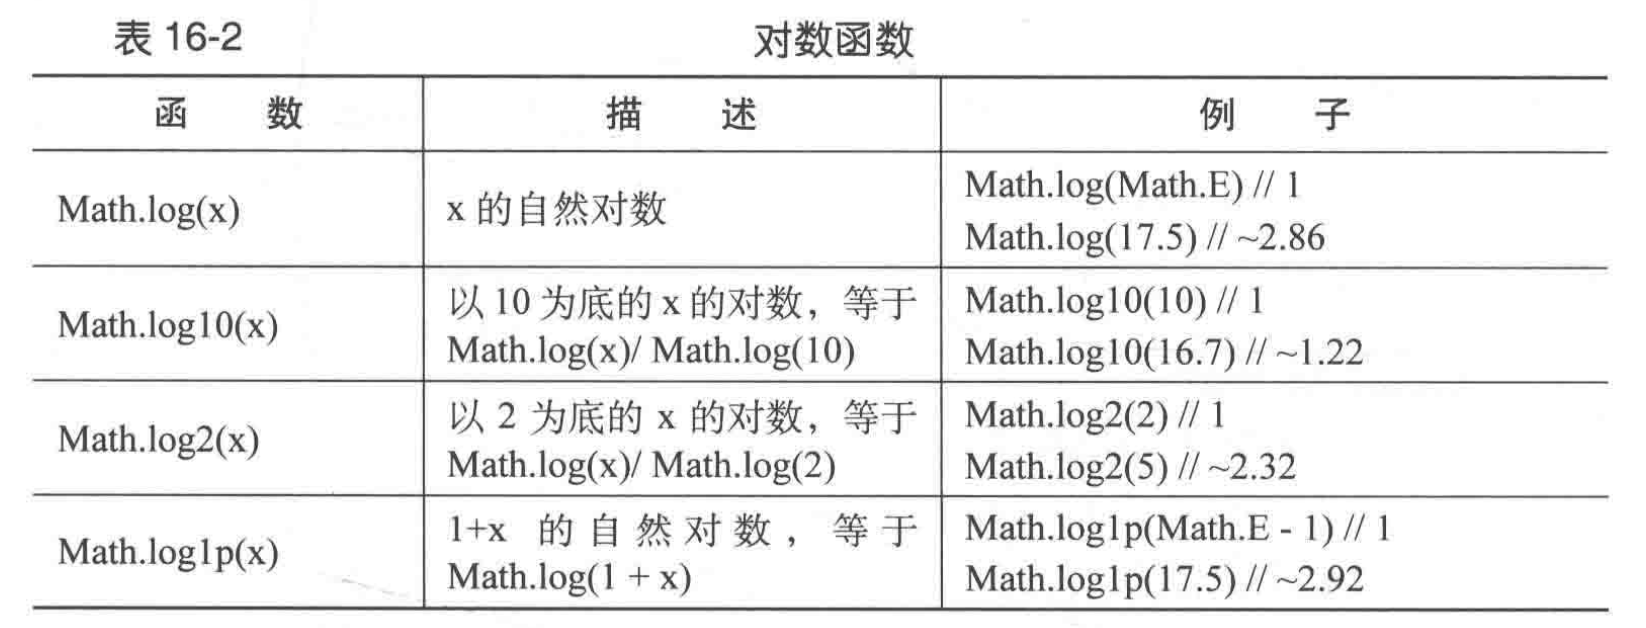 表 16-2 对数函数
函 数 描 述 例 子
Math.log(x) x 的自然对数 Math.log(Math.E) // 1
Math.log(17.5) // ~2.86
Math.log10(x) 以 10 为底的 x 的对数，等于 Math.log10(10) // 1
Math.log(x)/ Math.log(10) Math.log10(16.7) // ~1.22
Math.log2(x) 以 2 为底的 x 的对数，等于 Math.log2(2) // 1
Math.log(x)/ Math.log(2) Math.log2(5) // ~2.32
Math.log1p(x) 1+x 的自然对数，等于 Math.log1p(Math.E - 1) // 1
Math.log(1 + x) Math.log1p(17.5) // ~2.92